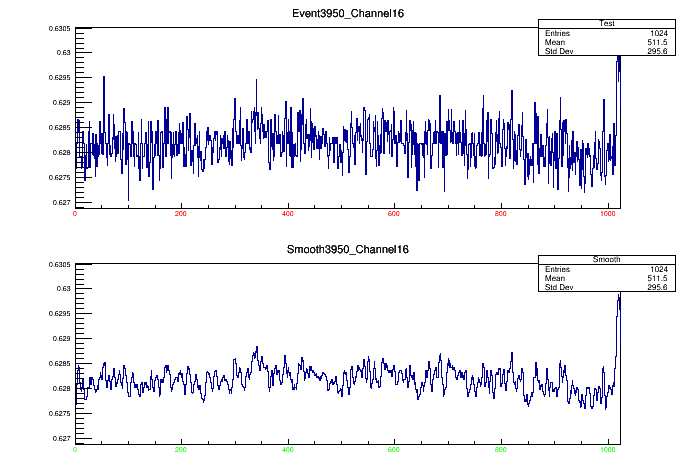 Event3950_Channel16
Test
Entries 1024
Mean 511.5
Std Dev 295.6
0.6305
0.63
0.6295
0.629
0.6285
0.628
0.6275
0.627
0 200 400 600 800 1000
Smooth3950_Channel16
Smooth
Entries 1024
Mean 511.5
Std Dev 295.6
0.6305
0.63
0.6295
0.629
0.6285
0.628
0.6275
0.627
0 200 400 600 800 1000